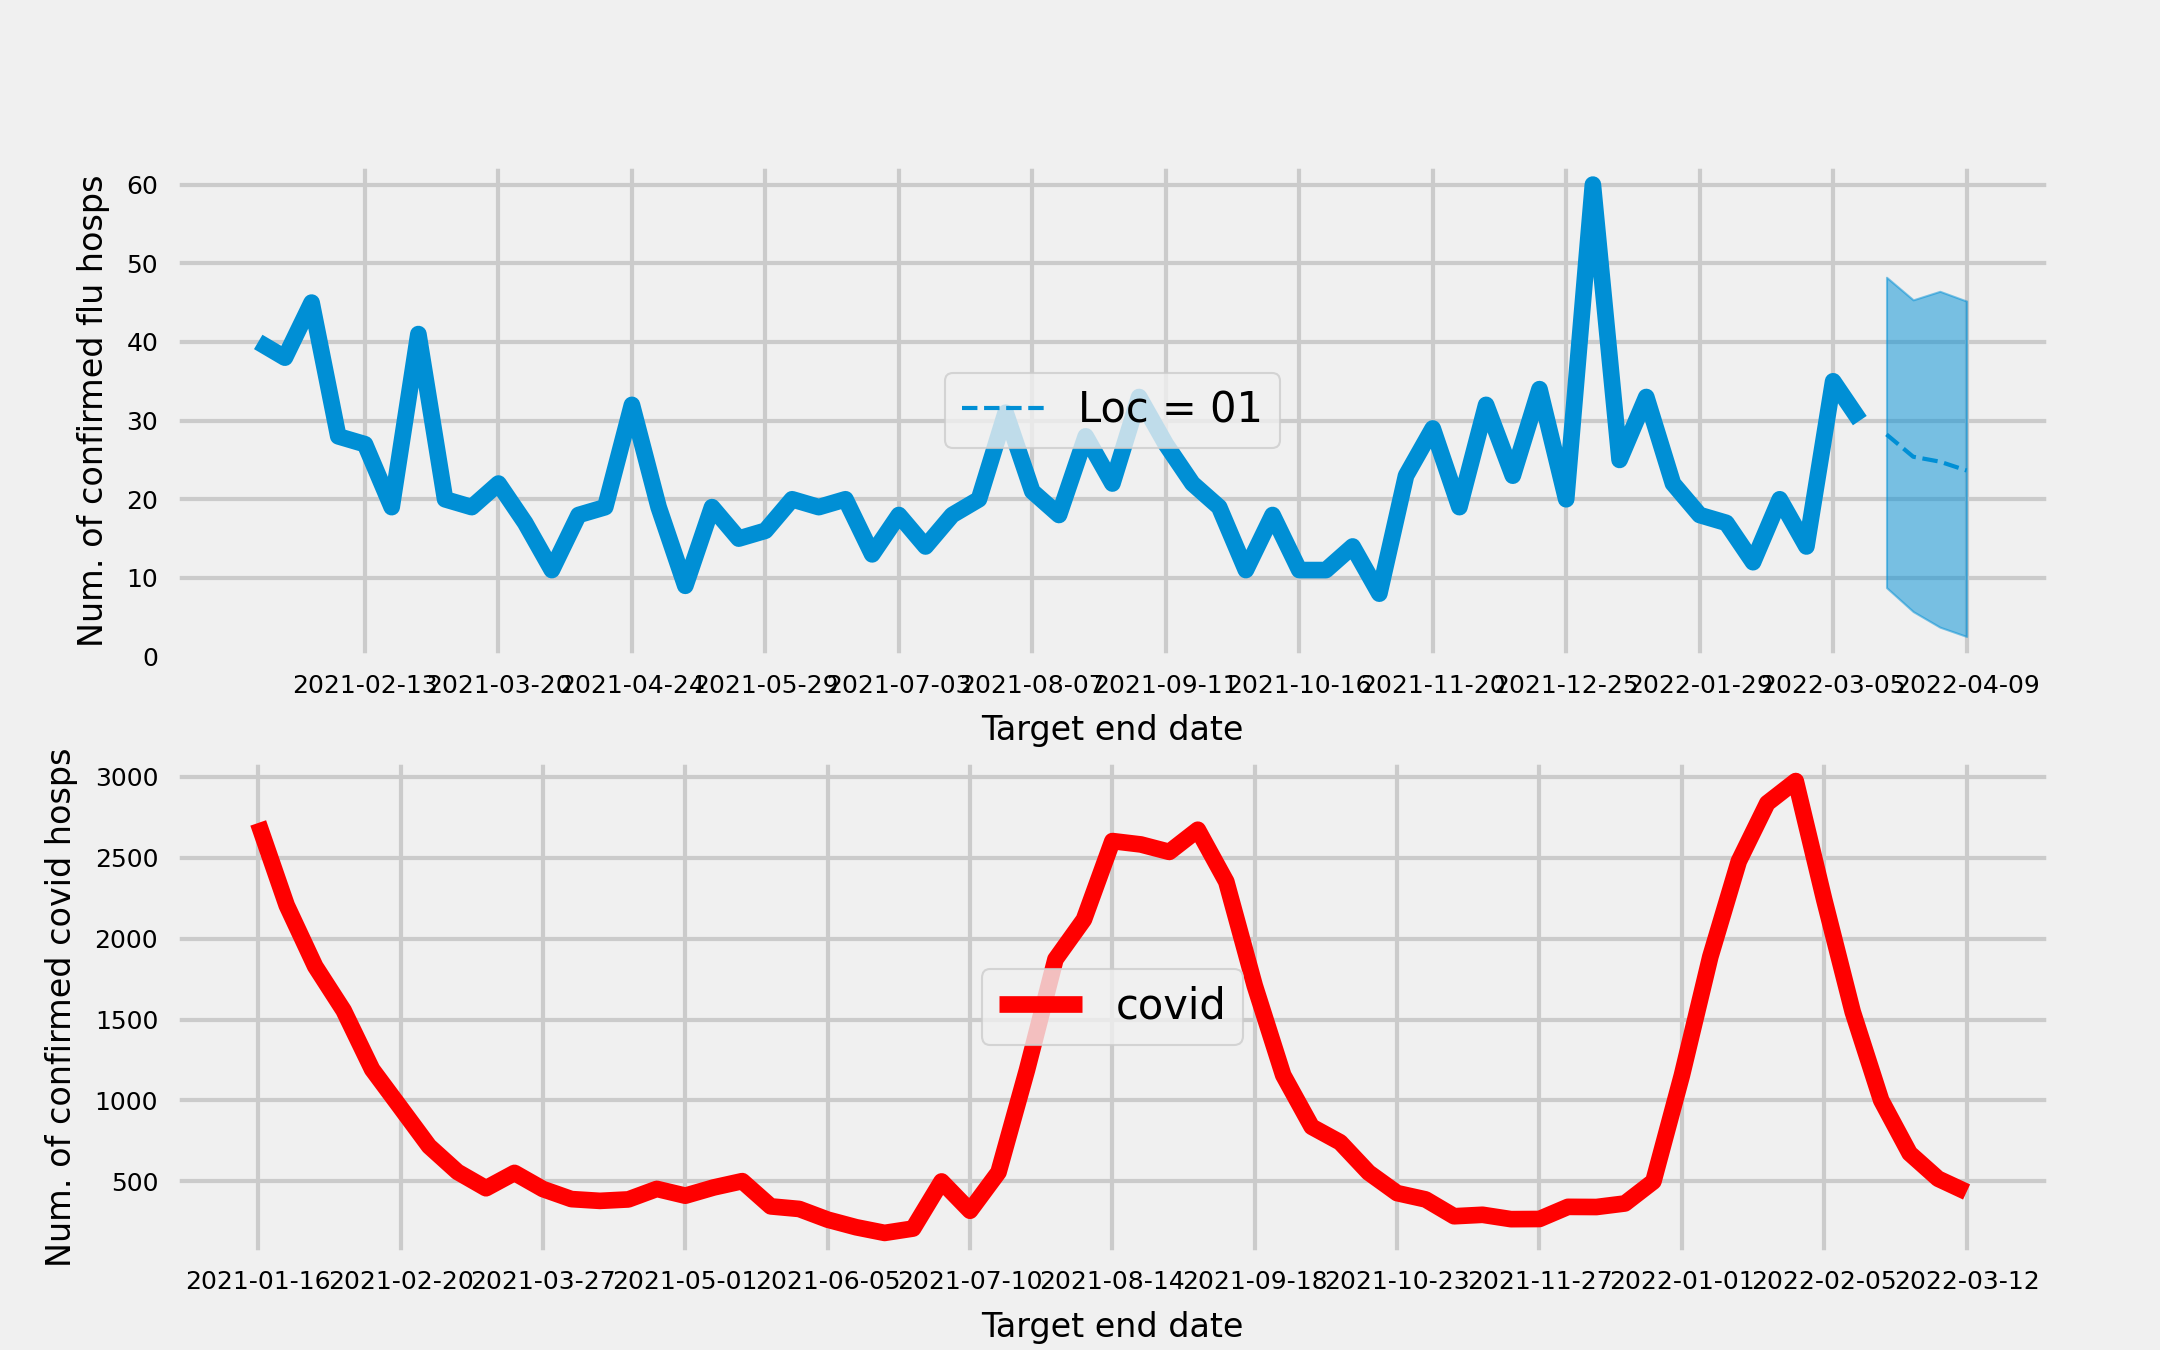 Num. of confirmed flu hosps
60
50
40
30
20
10
0
Loc = 01
2021-02-13 2021-03-20 2021-04-24 2021-05-29 2021-07-03 2021-08-07 2021-09-11 2021-10-16 2021-11-20 2021-12-25 2022-01-29 2022-03-05 2022-04-09
Target end date
Num. of confirmed covid hosps
3000
2500
2000
1500
1000
500
covid
2021-01-16 2021-02-20 2021-03-27 2021-05-01 2021-06-05 2021-07-10 2021-08-14 2021-09-18 2021-10-23 2021-11-27 2022-01-01 2022-02-05 2022-03-12
Target end date